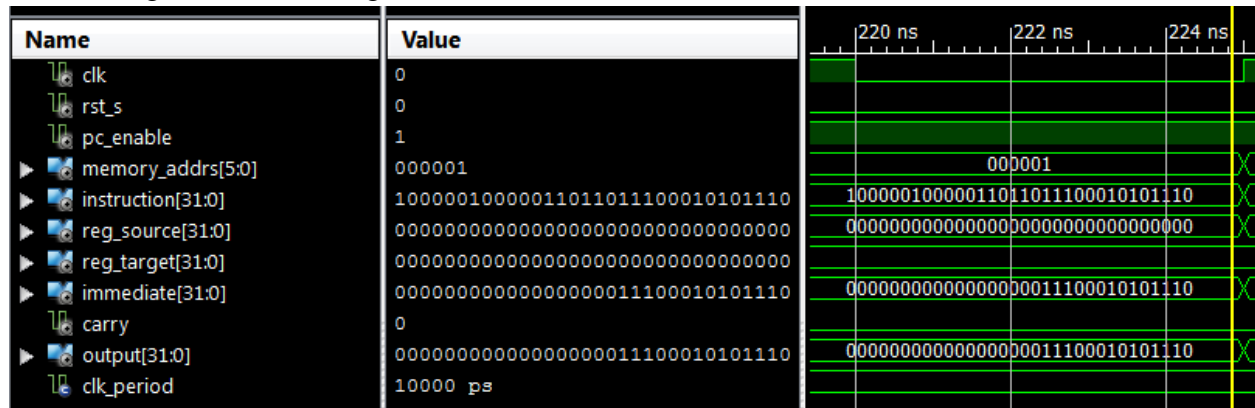 Name Value 220 ns 222 ns 224 ns
clk 0
rst_s 0
pc_enable 1
memory_addrs[5:0] 000001 000001
instruction[31:0] 10000010000011011011100010101110 10000010000011011011100010101110
reg_source[31:0] 00000000000000000000000000000000 00000000000000000000000000000000
reg_target[31:0] 00000000000000000000000000000000
immediate[31:0] 00000000000000000011100010101110 00000000000000000011100010101110
carry 0
output[31:0] 00000000000000000011100010101110 00000000000000000011100010101110
clk_period 10000 ps